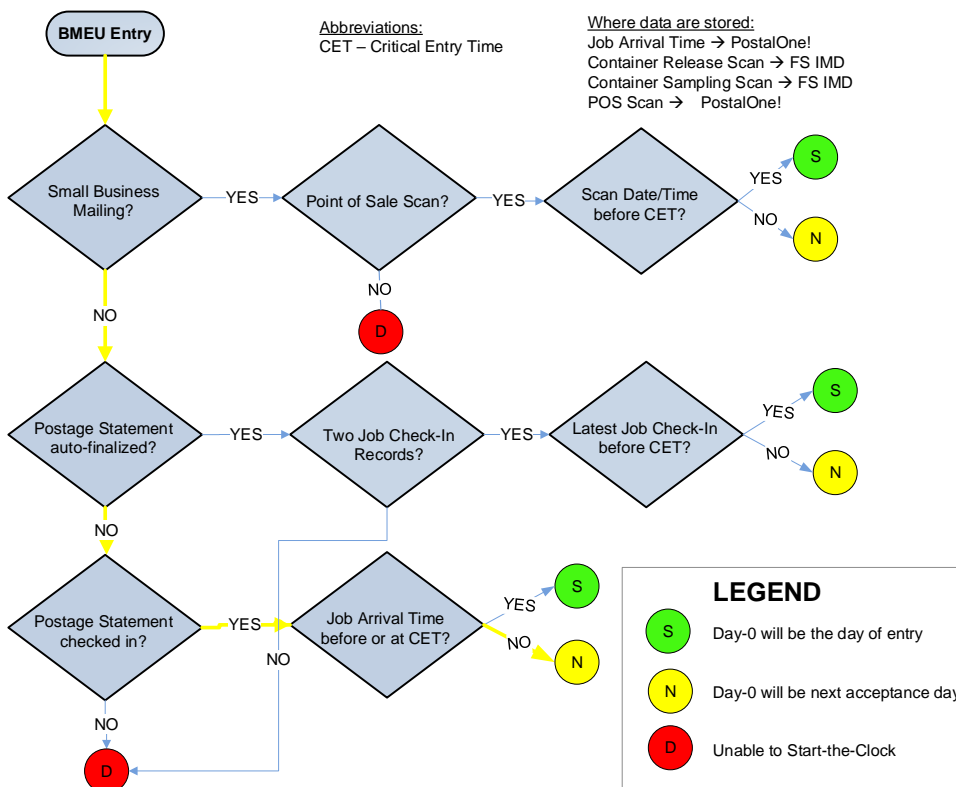 BMEU Entry
Abbreviations:
CET – Critical Entry Time
Where data are stored:
Job Arrival Time → PostalOne!
Container Release Scan → FS IMD
Container Sampling Scan → FS IMD
POS Scan → PostalOne!
Small Business
Mailing?
YES
Point of Sale Scan?
YES
Scan Date/Time
before CET?
YES
S
NO
N
NO
D
NO
Postage Statement
auto-finalized?
YES
Two Job Check-In
Records?
YES
Latest Job Check-In
before CET?
YES
S
NO
N
NO
Postage Statement
checked in?
YES
NO
Job Arrival Time
before or at CET?
YES
S
NO
N
NO
D
LEGEND
S
Day-0 will be the day of entry
N
Day-0 will be next acceptance day
D
Unable to Start-the-Clock